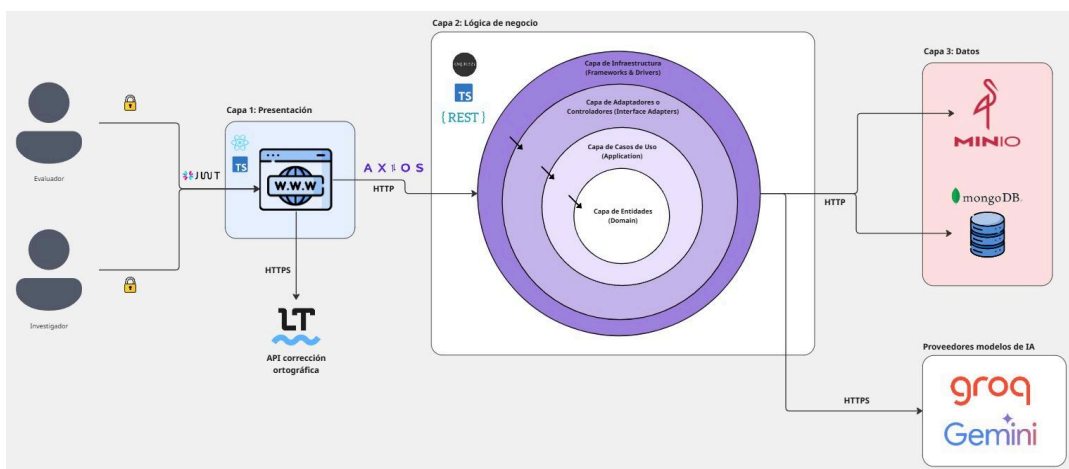 Capa 2: Lógica de negocio
Capa 3: Datos
Capa de Infraestructura
(Frameworks & Drivers)
TS
{ REST }
Capa de Adaptadores o
Controladores (Interface Adapters)
Capa 1: Presentación
TS
MINIO
Capa de Casos de Uso
(Application)
Evaluador
JWT
W.W.W
AXIOS
HTTP
mongoDB
HTTP
Capa de Entidades
(Domain)
HTTPS
LT
Investigador
API corrección
ortográfica
Proveedores modelos de IA
groq
HTTPS
Gemini